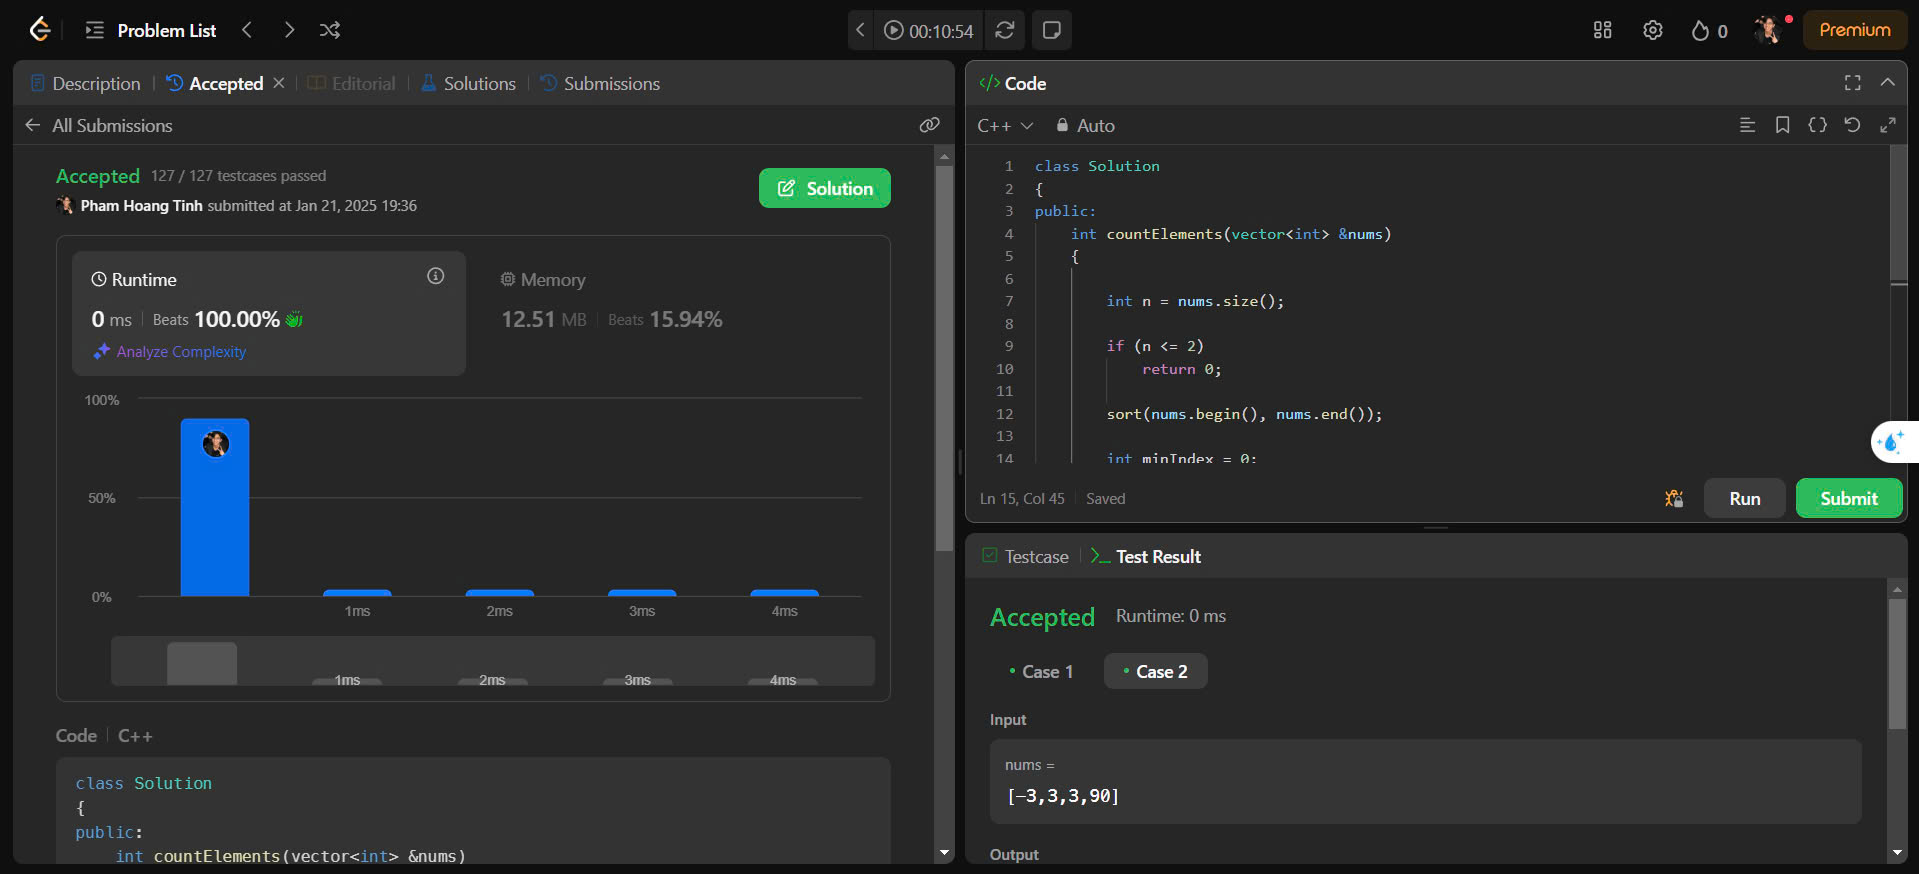 Problem List
00:10:54
0
Premium
Description
Accepted
Editorial
Solutions
Submissions
All Submissions
Accepted 127 / 127 testcases passed
Pham Hoang Tinh submitted at Jan 21, 2025 19:36
Solution
Runtime
0 ms Beats 100.00%
Analyze Complexity
Memory
12.51 MB Beats 15.94%
100%
50%
0%
1ms 2ms 3ms 4ms
1ms 2ms 3ms 4ms
Code C++
class Solution
{
public:
int countElements(vector<int> &nums)
</> Code
C++ Auto
1 class Solution
2 {
3 public:
4 int countElements(vector<int> &nums)
5 {
6
7 int n = nums.size();
8
9 if (n <= 2)
10 return 0;
11
12 sort(nums.begin(), nums.end());
13
14 int minIndex = 0;
Ln 15, Col 45 Saved
Run
Submit
Testcase
Test Result
Accepted Runtime: 0 ms
• Case 1
• Case 2
Input
nums =
[-3,3,3,90]
Output